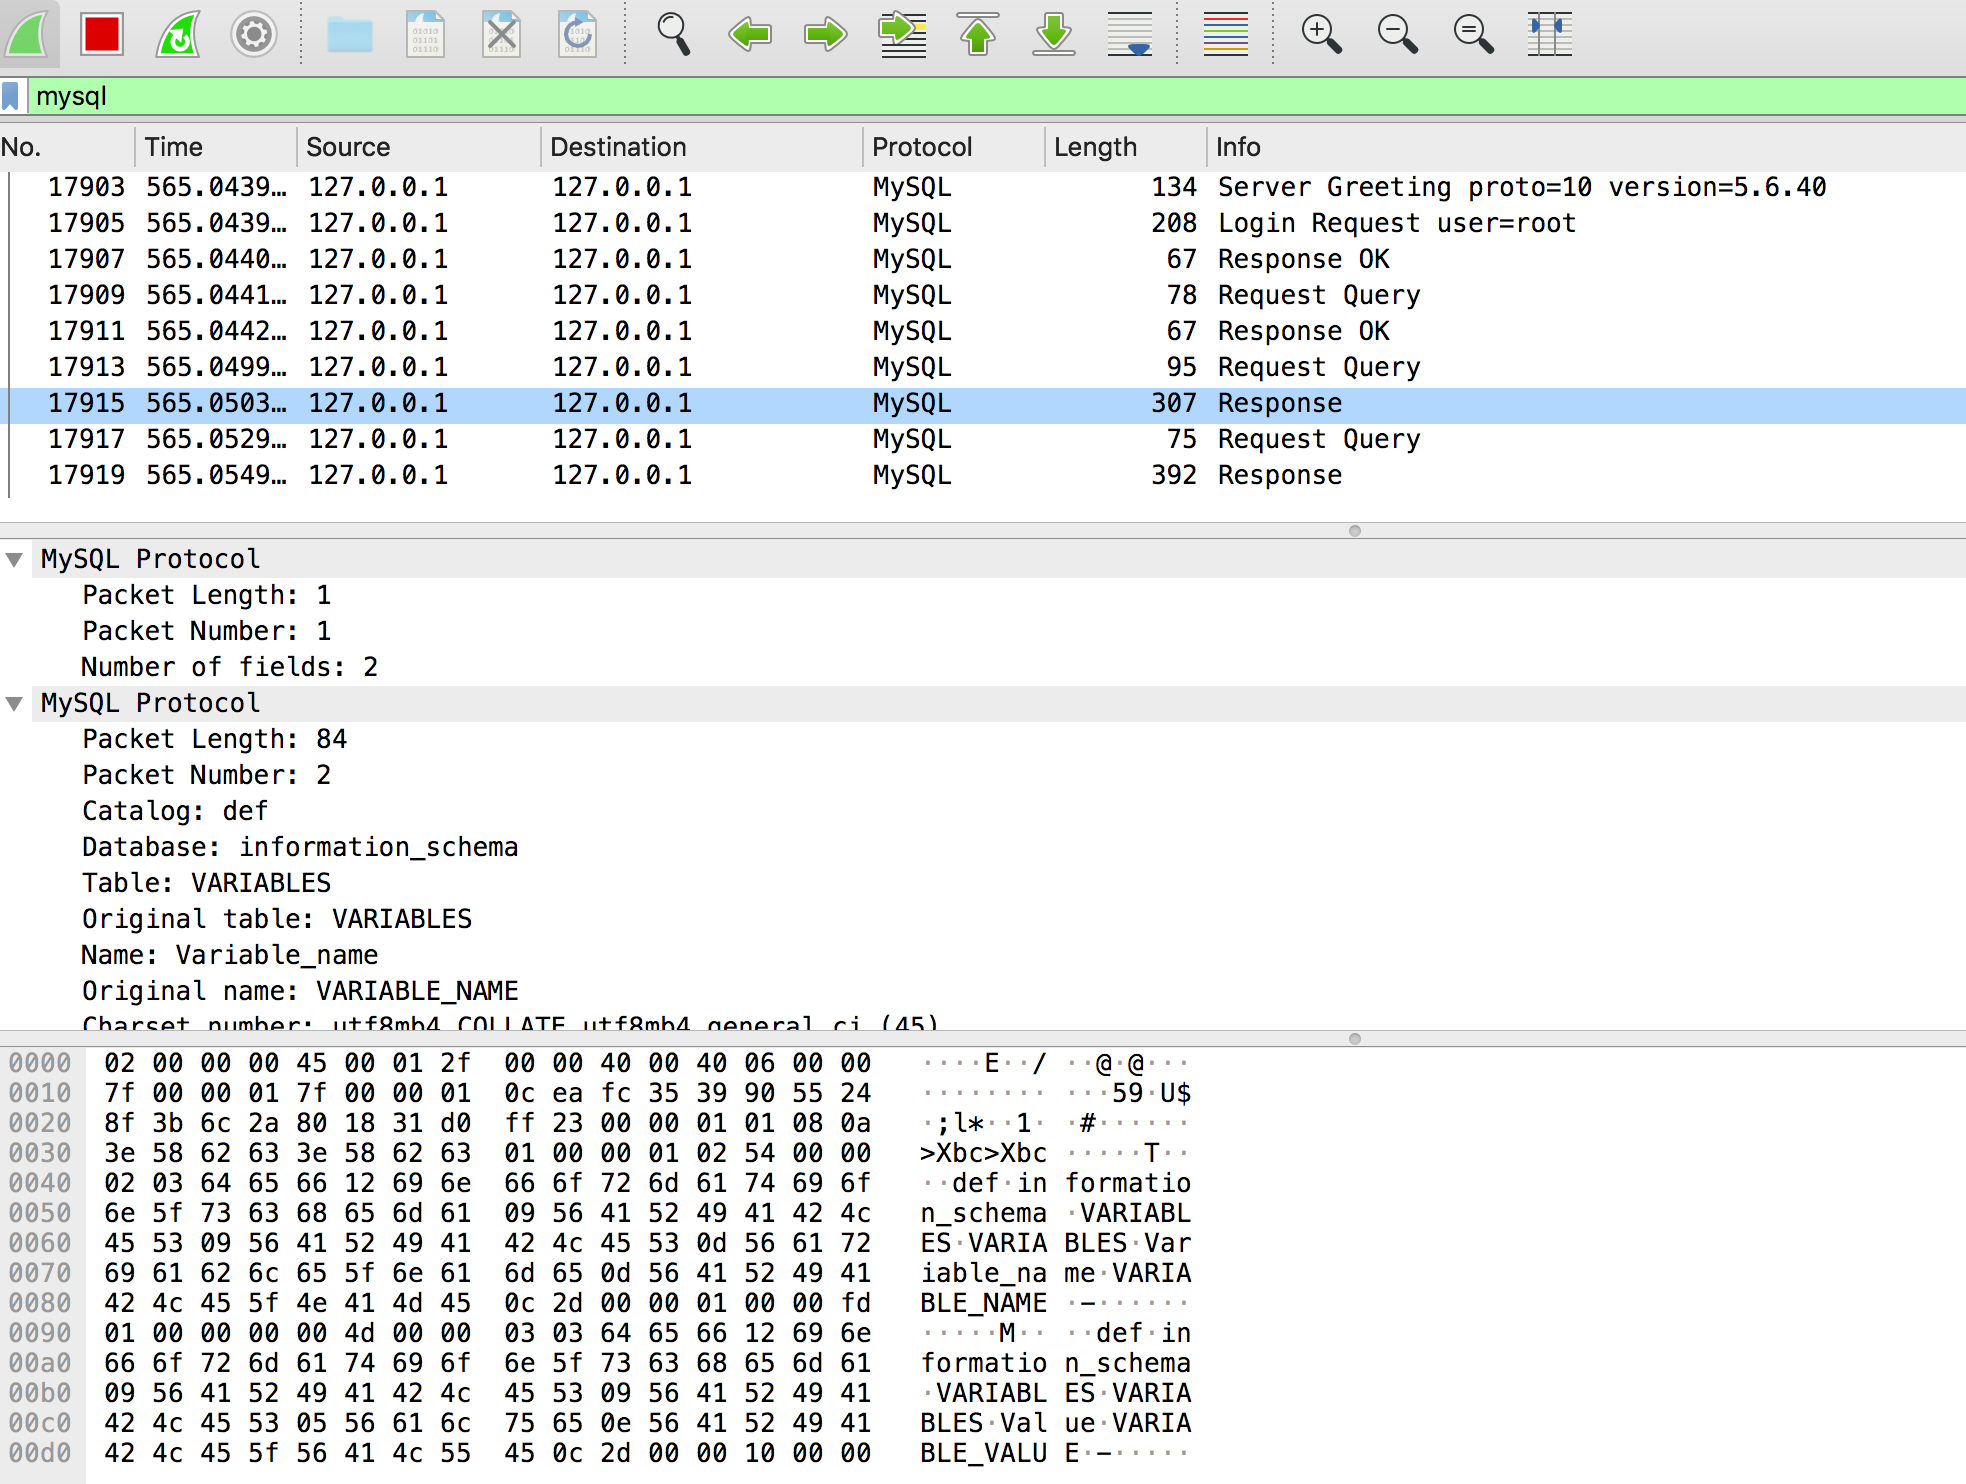 mysql
No. Time Source Destination Protocol Length Info
17903 565.0439… 127.0.0.1 127.0.0.1 MySQL 134 Server Greeting proto=10 version=5.6.40
17905 565.0439… 127.0.0.1 127.0.0.1 MySQL 208 Login Request user=root
17907 565.0440… 127.0.0.1 127.0.0.1 MySQL 67 Response OK
17909 565.0441… 127.0.0.1 127.0.0.1 MySQL 78 Request Query
17911 565.0442… 127.0.0.1 127.0.0.1 MySQL 67 Response OK
17913 565.0499… 127.0.0.1 127.0.0.1 MySQL 95 Request Query
17915 565.0503… 127.0.0.1 127.0.0.1 MySQL 307 Response
17917 565.0529… 127.0.0.1 127.0.0.1 MySQL 75 Request Query
17919 565.0549… 127.0.0.1 127.0.0.1 MySQL 392 Response
MySQL Protocol
Packet Length: 1
Packet Number: 1
Number of fields: 2
MySQL Protocol
Packet Length: 84
Packet Number: 2
Catalog: def
Database: information_schema
Table: VARIABLES
Original table: VARIABLES
Name: Variable_name
Original name: VARIABLE_NAME
Charset number: utf8mb4 COLLATE utf8mb4_general_ci (45)
0000 02 00 00 00 45 00 01 2f 00 00 40 00 40 06 00 00 ····E··/ ··@·@···
0010 7f 00 00 01 7f 00 00 01 0c ea fc 35 39 90 55 24 ········ ···59·U$
0020 8f 3b 6c 2a 80 18 31 d0 ff 23 00 00 01 01 08 0a ·;l*··1· ·#······
0030 3e 58 62 63 3e 58 62 63 01 00 00 01 02 54 00 00 >Xbc>Xbc ·····T··
0040 02 03 64 65 66 12 69 6e 66 6f 72 6d 61 74 69 6f ··def·in formatio
0050 6e 5f 73 63 68 65 6d 61 09 56 41 52 49 41 42 4c n_schema ·VARIABL
0060 45 53 09 56 41 52 49 41 42 4c 45 53 0d 56 61 72 ES·VARIA BLES·Var
0070 69 61 62 6c 65 5f 6e 61 6d 65 0d 56 41 52 49 41 iable_na me·VARIA
0080 42 4c 45 5f 4e 41 4d 45 0c 2d 00 00 01 00 00 fd BLE_NAME ·-······
0090 01 00 00 00 00 4d 00 00 03 03 64 65 66 12 69 6e ·····M·· ··def·in
00a0 66 6f 72 6d 61 74 69 6f 6e 5f 73 63 68 65 6d 61 formatio n_schema
00b0 09 56 41 52 49 41 42 4c 45 53 09 56 41 52 49 41 ·VARIABL ES·VARIA
00c0 42 4c 45 53 05 56 61 6c 75 65 0e 56 41 52 49 41 BLES·Val ue·VARIA
00d0 42 4c 45 5f 56 41 4c 55 45 0c 2d 00 00 10 00 00 BLE_VALU E·-·····